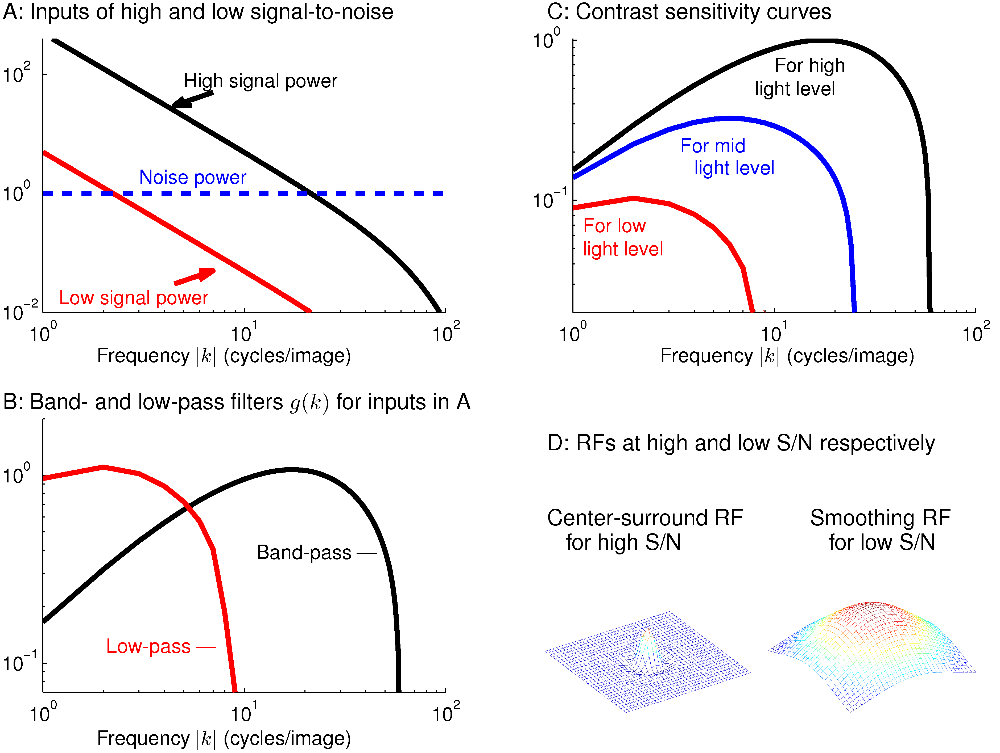 A: Inputs of high and low signal-to-noise
10^2
10^0
10^−2
High signal power
Noise power
Low signal power
10^0 10^1 10^2
Frequency |k| (cycles/image)
B: Band- and low-pass filters g(k) for inputs in A
10^0
10^−1
Band-pass
Low-pass
10^0 10^1 10^2
Frequency |k| (cycles/image)
C: Contrast sensitivity curves
10^0
10^−1
For high
light level
For mid
light level
For low
light level
10^0 10^1 10^2
Frequency |k| (cycles/image)
D: RFs at high and low S/N respectively
Center-surround RF
for high S/N
Smoothing RF
for low S/N